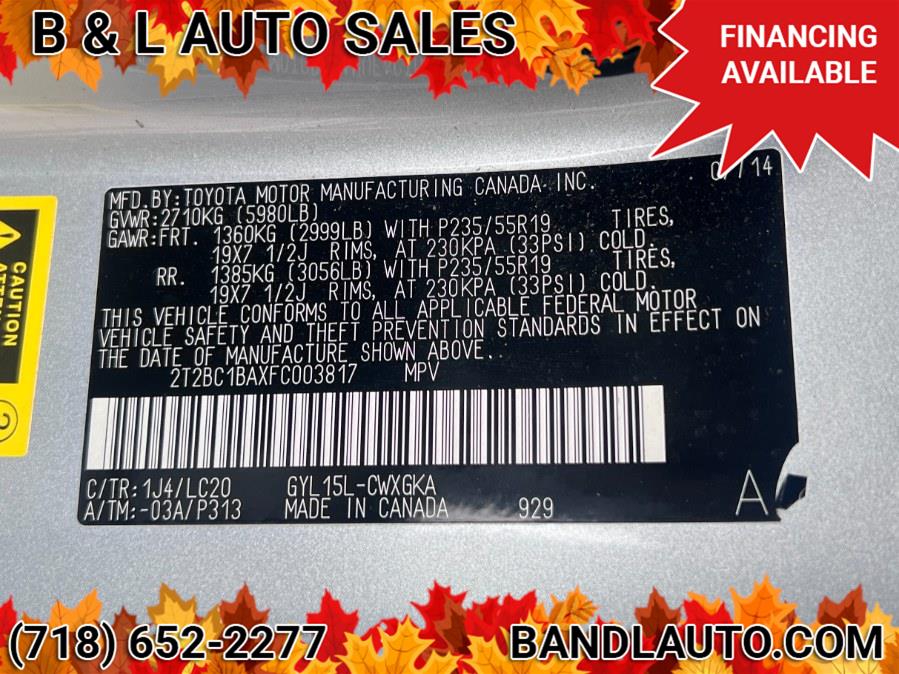 B & L AUTO SALES
FINANCING
AVAILABLE
MFD.BY:TOYOTA MOTOR MANUFACTURING CANADA INC.
GVWR:2710KG (5980LB)
GAWR:FRT. 1360KG (2999LB) WITH P235/55R19 TIRES,
19X7 1/2J RIMS, AT 230KPA (33PSI) COLD.
RR. 1385KG (3056LB) WITH P235/55R19 TIRES,
19X7 1/2J RIMS, AT 230KPA (33PSI) COLD.
THIS VEHICLE CONFORMS TO ALL APPLICABLE FEDERAL MOTOR
VEHICLE SAFETY AND THEFT PREVENTION STANDARDS IN EFFECT ON
THE DATE OF MANUFACTURE SHOWN ABOVE.
2T2BC1BAXFC003817 MPV
C/TR:1J4/LC20 GYL15L-CWXGKA
A/TM:-03A/P313 MADE IN CANADA 929
A
CAUTION
2
(718) 652-2277
BANDLAUTO.COM